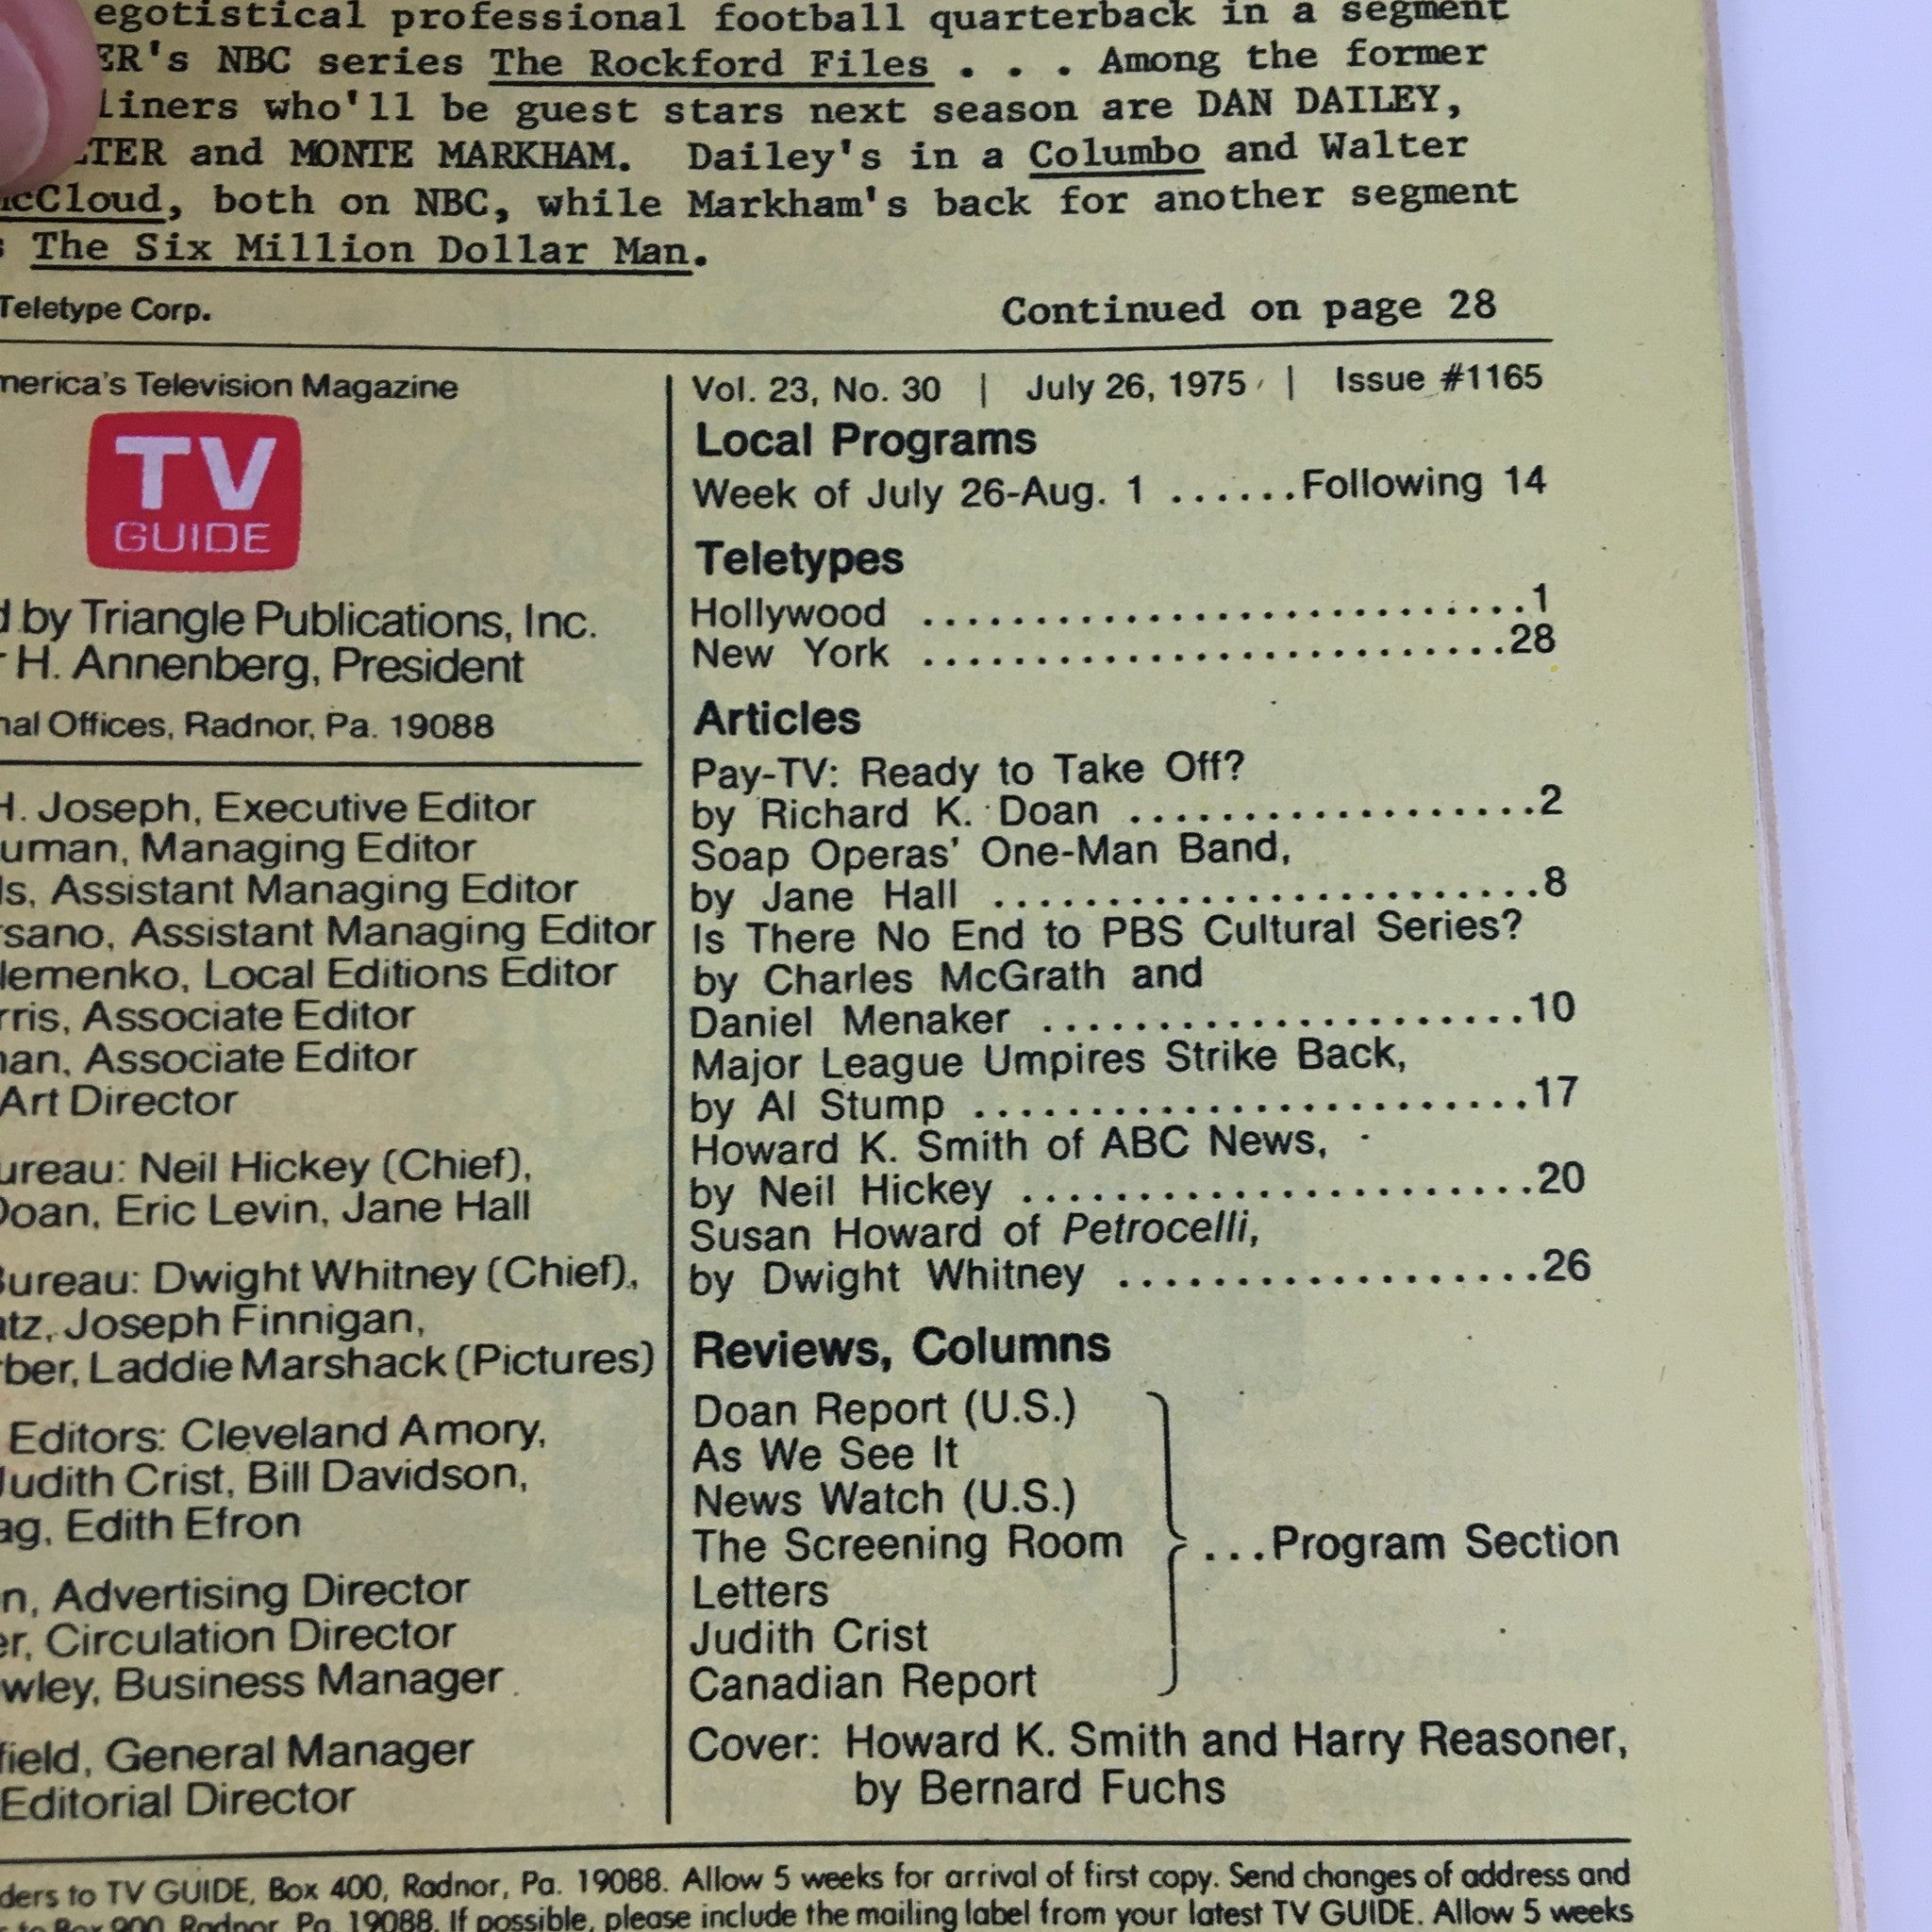 egotistical professional football quarterback in a segment
ER's NBC series The Rockford Files . . . Among the former
liners who'll be guest stars next season are DAN DAILEY,
TER and MONTE MARKHAM. Dailey's in a Columbo and Walter
McCloud, both on NBC, while Markham's back for another segment
s The Six Million Dollar Man.
Teletype Corp.
Continued on page 28
merica's Television Magazine
TV
GUIDE
d by Triangle Publications, Inc.
r H. Annenberg, President
nal Offices, Radnor, Pa. 19088
H. Joseph, Executive Editor
uman, Managing Editor
ls, Assistant Managing Editor
rsano, Assistant Managing Editor
lemenko, Local Editions Editor
rris, Associate Editor
nan, Associate Editor
Art Director
ureau: Neil Hickey (Chief),
Doan, Eric Levin, Jane Hall
Bureau: Dwight Whitney (Chief),
atz, Joseph Finnigan,
rber, Laddie Marshack (Pictures)
Editors: Cleveland Amory,
Judith Crist, Bill Davidson,
ag, Edith Efron
n, Advertising Director
er, Circulation Director
wley, Business Manager
field, General Manager
Editorial Director
Vol. 23, No. 30 | July 26, 1975 | Issue #1165
Local Programs
Week of July 26-Aug. 1 ......Following 14
Teletypes
Hollywood ...........................1
New York ..........................28
Articles
Pay-TV: Ready to Take Off?
by Richard K. Doan ..................2
Soap Operas' One-Man Band,
by Jane Hall ........................8
Is There No End to PBS Cultural Series?
by Charles McGrath and
Daniel Menaker .....................10
Major League Umpires Strike Back,
by Al Stump ........................17
Howard K. Smith of ABC News,
by Neil Hickey ......................20
Susan Howard of Petrocelli,
by Dwight Whitney ..................26
Reviews, Columns
Doan Report (U.S.)
As We See It
News Watch (U.S.)
The Screening Room ...Program Section
Letters
Judith Crist
Canadian Report
Cover: Howard K. Smith and Harry Reasoner,
by Bernard Fuchs
ders to TV GUIDE, Box 400, Radnor, Pa. 19088. Allow 5 weeks for arrival of first copy. Send changes of address and
to Box 900, Radnor, Pa. 19088. If possible, please include the mailing label from your latest TV GUIDE. Allow 5 weeks